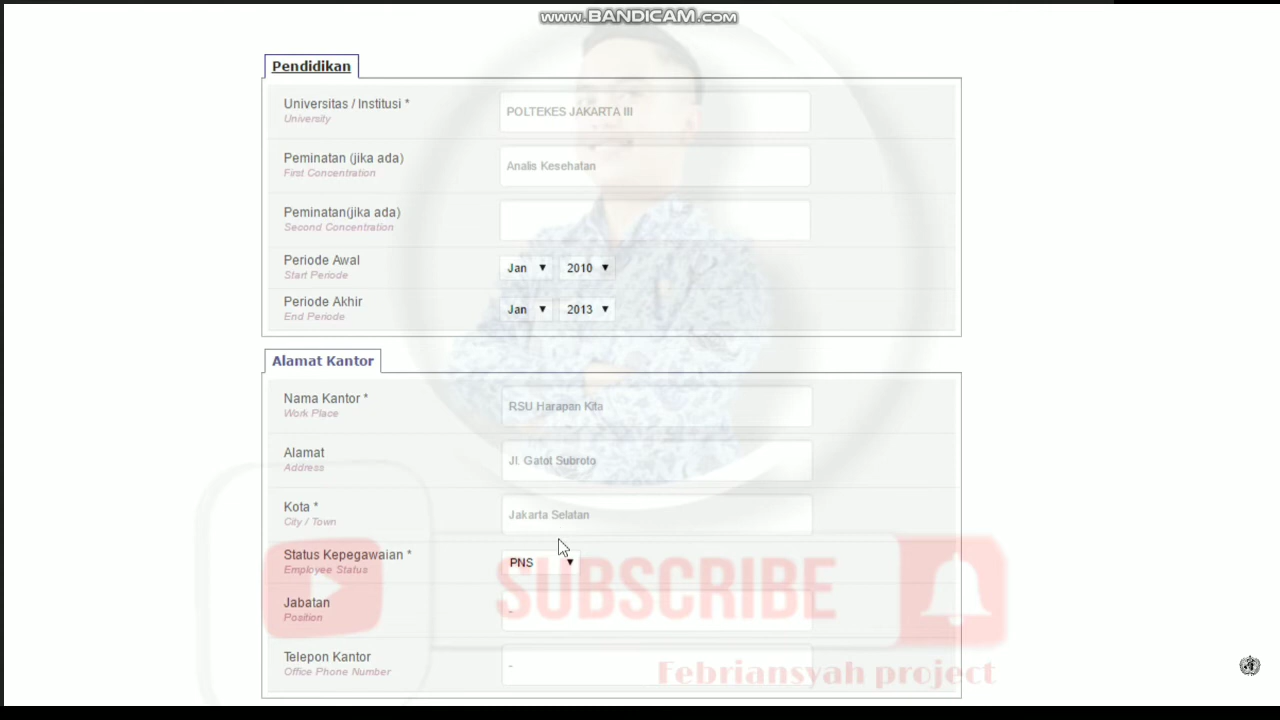 www.BANDICAM.com
Pendidikan
Universitas / Institusi *
University
POLTEKES JAKARTA III
Peminatan (jika ada)
First Concentration
Analis Kesehatan
Peminatan(jika ada)
Second Concentration
Periode Awal
Start Periode
Jan 2010
Periode Akhir
End Periode
Jan 2013
Alamat Kantor
Nama Kantor *
Work Place
RSU Harapan Kita
Alamat
Address
Jl. Gatot Subroto
Kota *
City / Town
Jakarta Selatan
Status Kepegawaian *
Employee Status
PNS
SUBSCRIBE
Jabatan
Position
-
Telepon Kantor
Office Phone Number
-
Febriansyah project